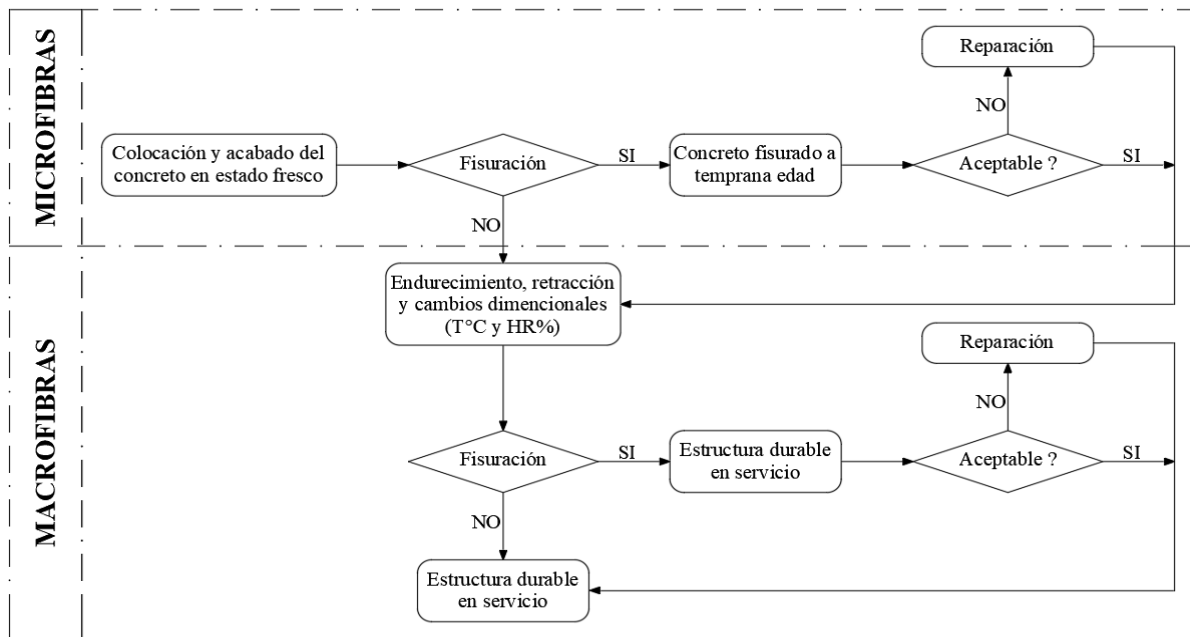 MICROFIBRAS
Reparación
NO
Colocación y acabado del
concreto en estado fresco
Fisuración
SI
Concreto fisurado a
temprana edad
Aceptable ?
SI
NO
MACROFIBRAS
Endurecimiento, retracción
y cambios dimencionales
(T°C y HR%)
Reparación
NO
Fisuración
SI
Estructura durable
en servicio
Aceptable ?
SI
NO
Estructura durable
en servicio